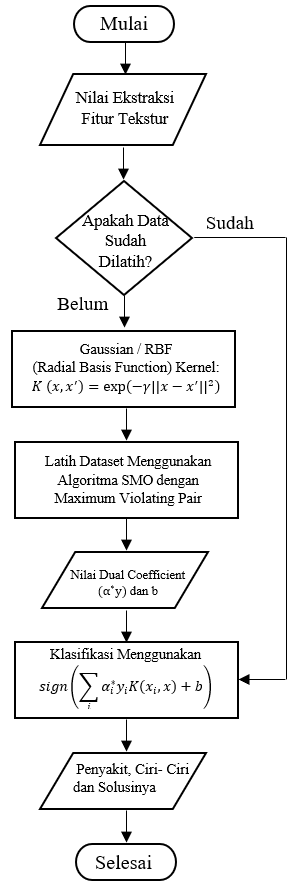 Mulai
Nilai Ekstraksi
Fitur Tekstur
Apakah Data
Sudah
Dilatih?
Sudah
Belum
Gaussian / RBF
(Radial Basis Function) Kernel:
K (x, x′) = exp(−γ||x − x′||²)
Latih Dataset Menggunakan
Algoritma SMO dengan
Maximum Violating Pair
Nilai Dual Coefficient
(α*y) dan b
Klasifikasi Menggunakan
sign(∑ᵢ αᵢ*yᵢK(xᵢ, x) + b)
Penyakit, Ciri- Ciri
dan Solusinya
Selesai